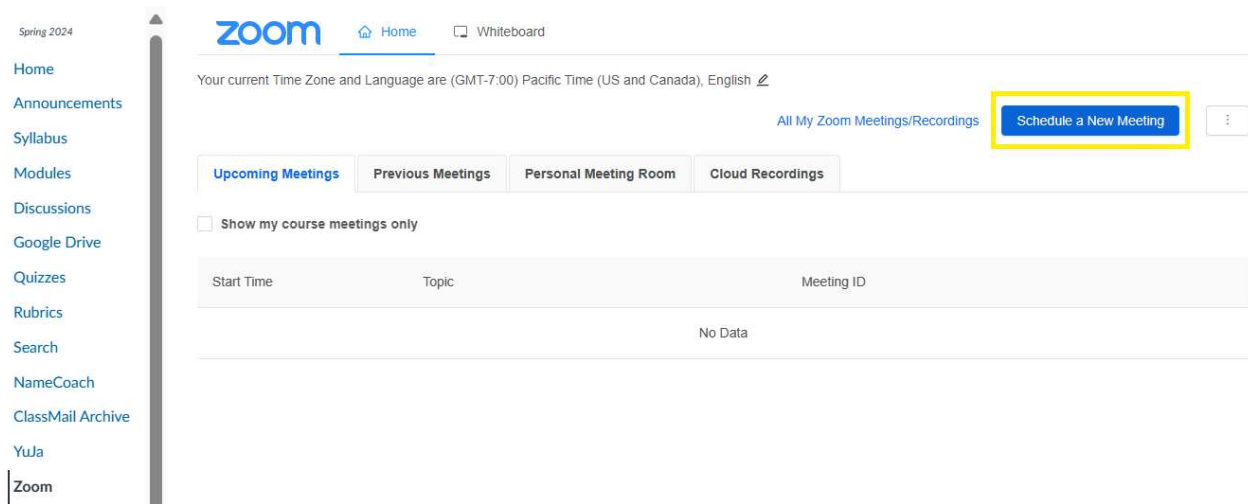 Spring 2024
Home
Announcements
Syllabus
Modules
Discussions
Google Drive
Quizzes
Rubrics
Search
NameCoach
ClassMail Archive
YuJa
Zoom
zoom Home Whiteboard
Your current Time Zone and Language are (GMT-7:00) Pacific Time (US and Canada), English
All My Zoom Meetings/Recordings Schedule a New Meeting
Upcoming Meetings Previous Meetings Personal Meeting Room Cloud Recordings
Show my course meetings only
Start Time Topic Meeting ID
No Data